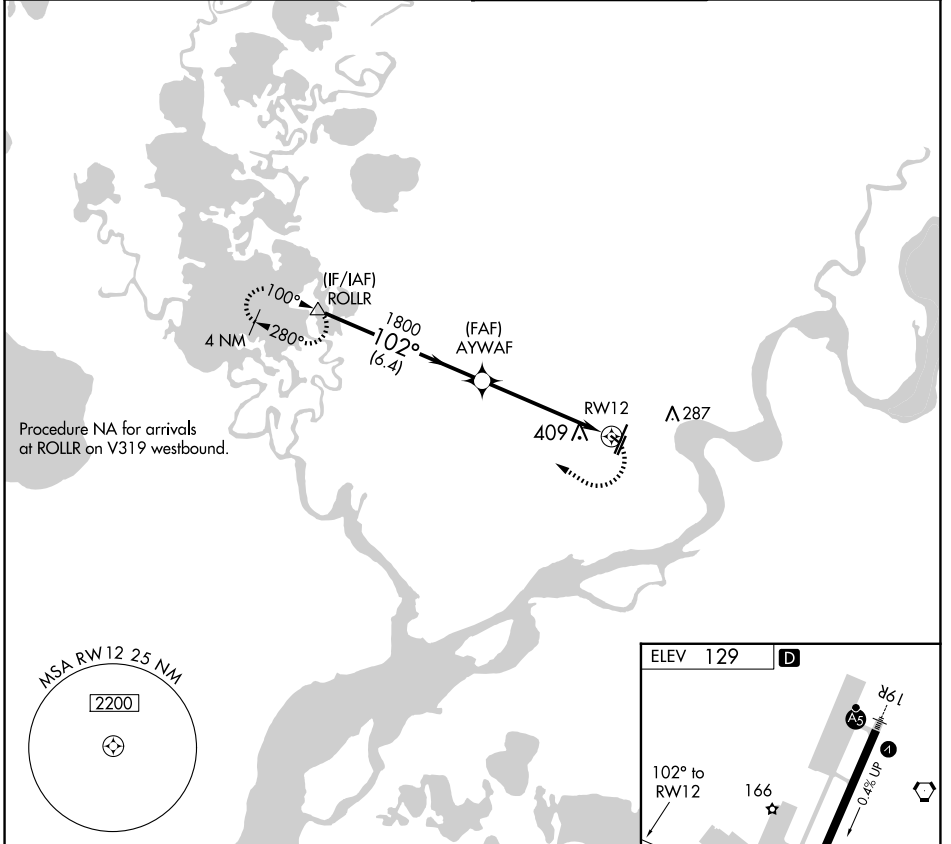 (IF/IAF)
ROLLR
100°
280°
4 NM
1800
102°
(6.4)
(FAF)
AYWAF
RW12
409
287
Procedure NA for arrivals
at ROLLR on V319 westbound.
MSA RW12 25 NM
2200
ELEV 129
D
19R
A5
0.4% UP
102° to
RW12
166